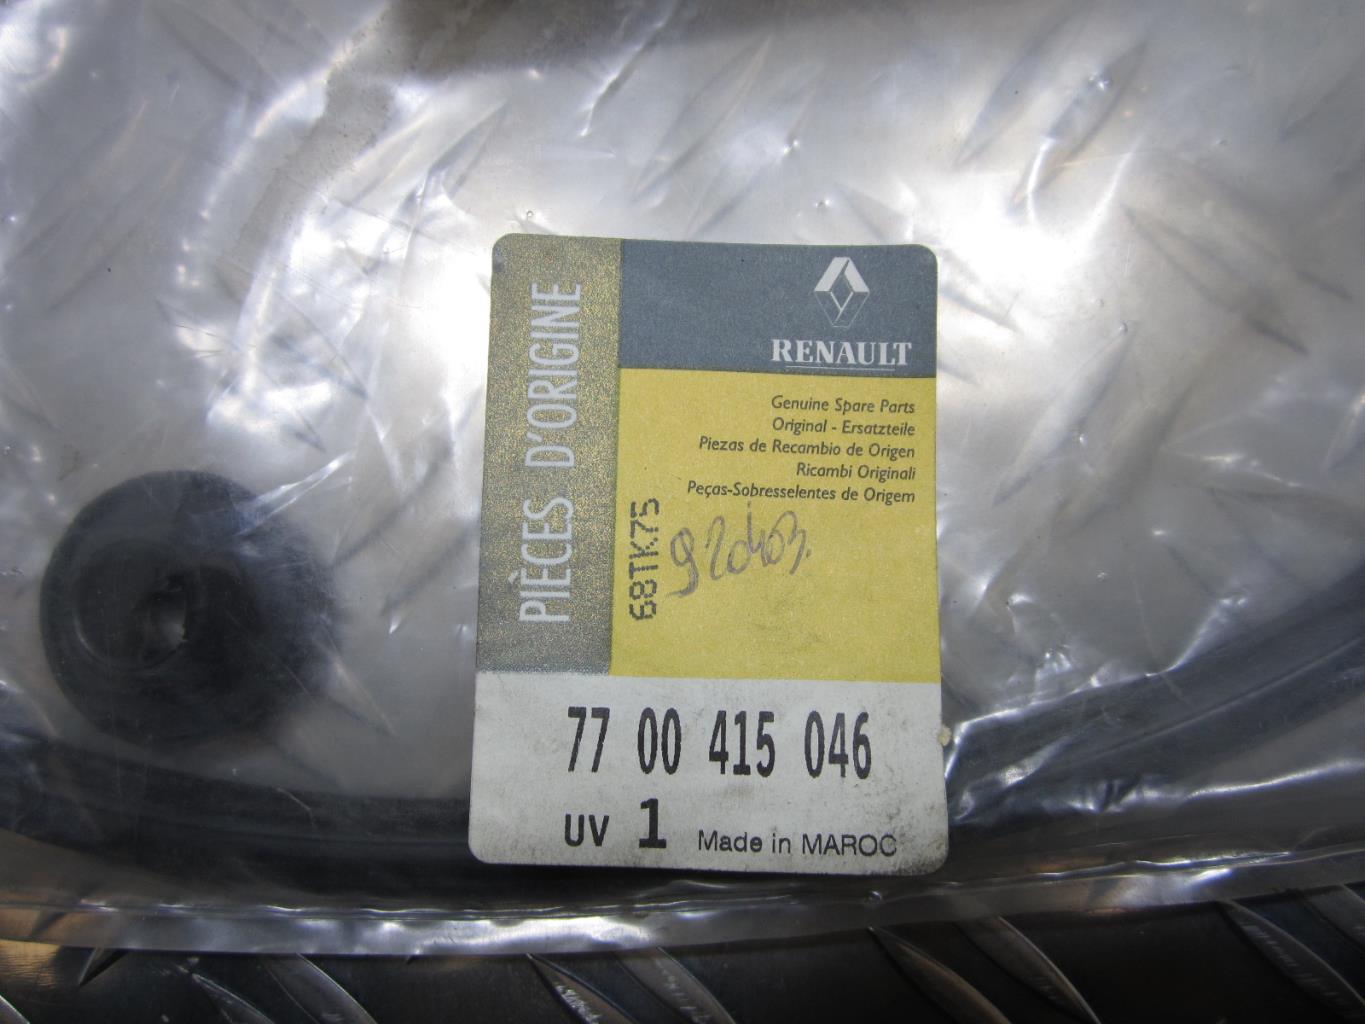 PIÈCES D'ORIGINE
RENAULT
Genuine Spare Parts
Original - Ersatzteile
Piezas de Recambio de Origen
Ricambi Originali
Peças-Sobresselentes de Origem
68TK75
77 00 415 046
UV 1 Made in MAROC